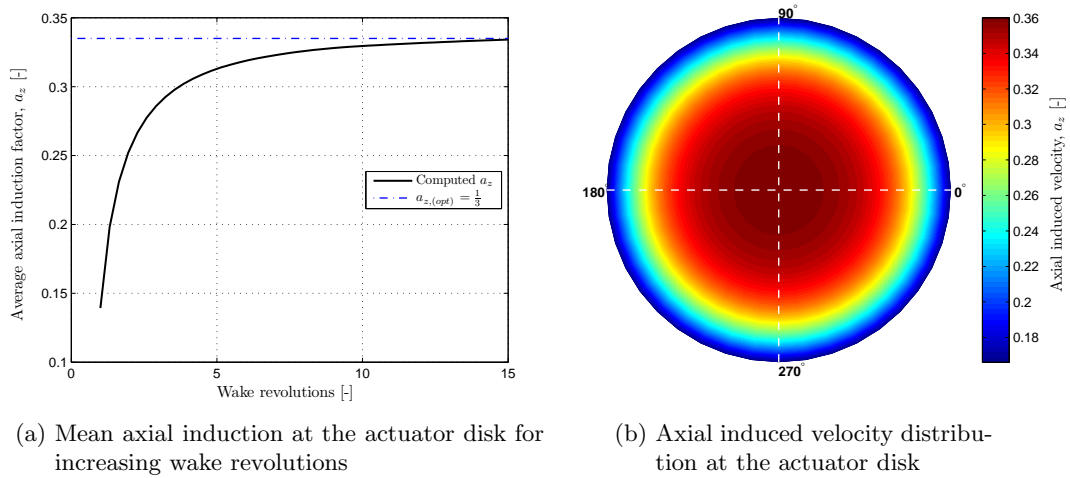 0.35
0.3
0.25
0.2
0.15
0.1
0
5
10
15
Average axial induction factor, a_z [-]
Wake revolutions [-]
Computed a_z
a_{z,(opt)} = 1/3
(a) Mean axial induction at the actuator disk for
increasing wake revolutions
90°
180°
0°
270°
0.36
0.34
0.32
0.3
0.28
0.26
0.24
0.22
0.2
0.18
Axial induced velocity, a_z [-]
(b) Axial induced velocity distribu-
tion at the actuator disk